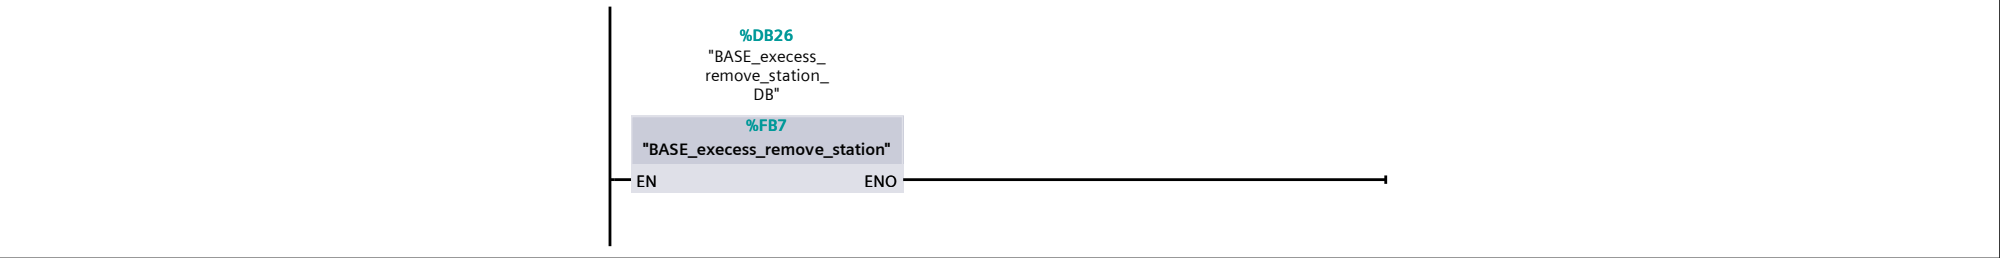 %DB26
"BASE_execess_
remove_station_
DB"
%FB7
"BASE_execess_remove_station"
EN ENO